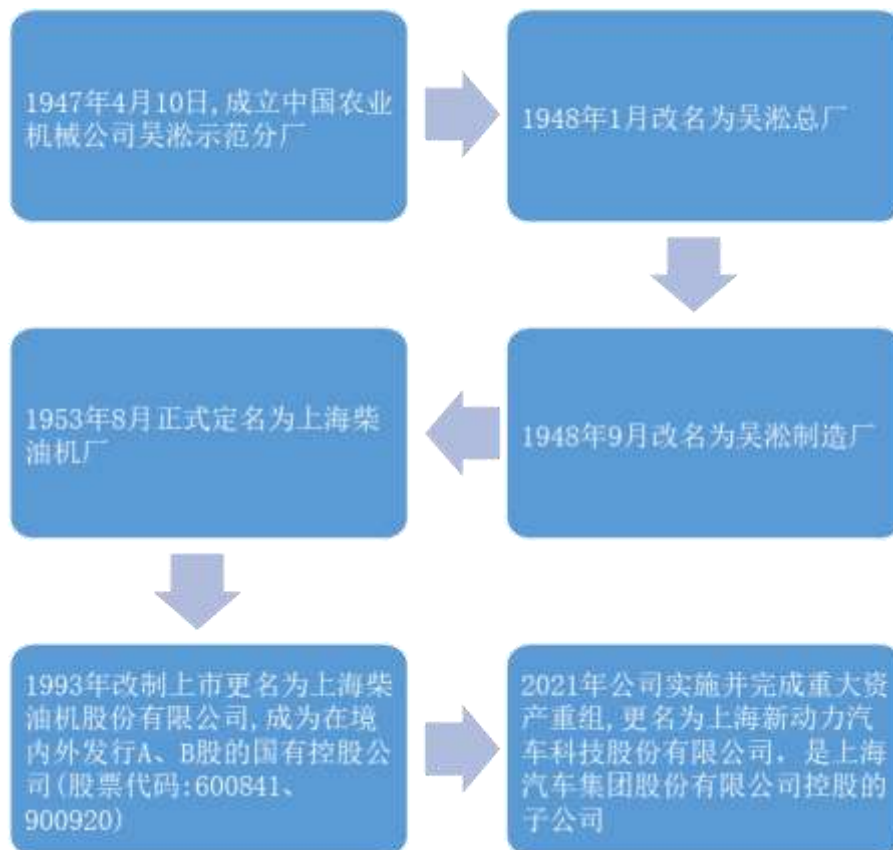 1947年4月10日,成立中国农业
机械公司吴淞示范分厂
1948年1月改名为吴淞总厂
1948年9月改名为吴淞制造厂
1953年8月正式定名为上海柴
油机厂
1993年改制上市更名为上海柴
油机股份有限公司,成为在境
内外发行A、B股的国有控股公
司(股票代码:600841、
900920)
2021年公司实施并完成重大资
产重组,更名为上海新动力汽
车科技股份有限公司，是上海
汽车集团股份有限公司控股的
子公司